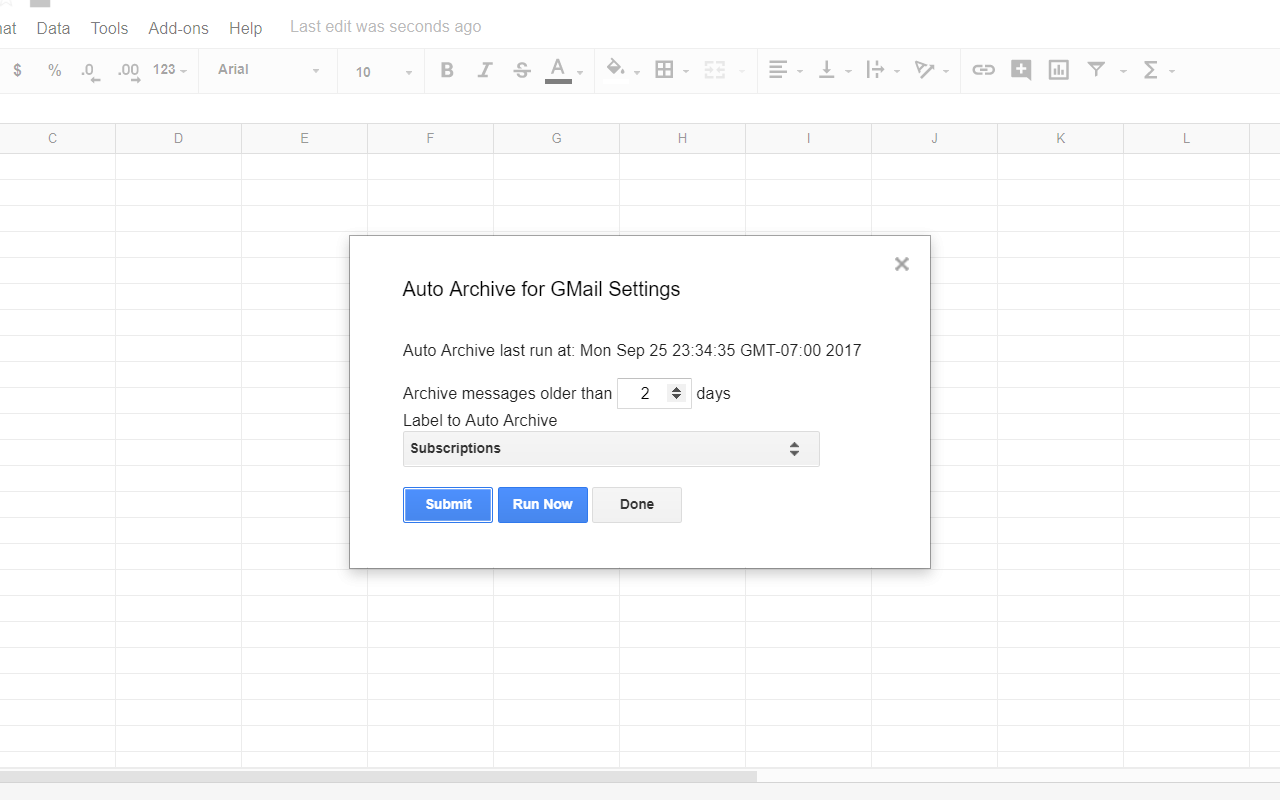 Data Tools Add-ons Help Last edit was seconds ago
$ % .0 .00 123 Arial 10 B I S A
C D E F G H I J K L
Auto Archive for GMail Settings
Auto Archive last run at: Mon Sep 25 23:34:35 GMT-07:00 2017
Archive messages older than 2 days
Label to Auto Archive
Subscriptions
Submit Run Now Done